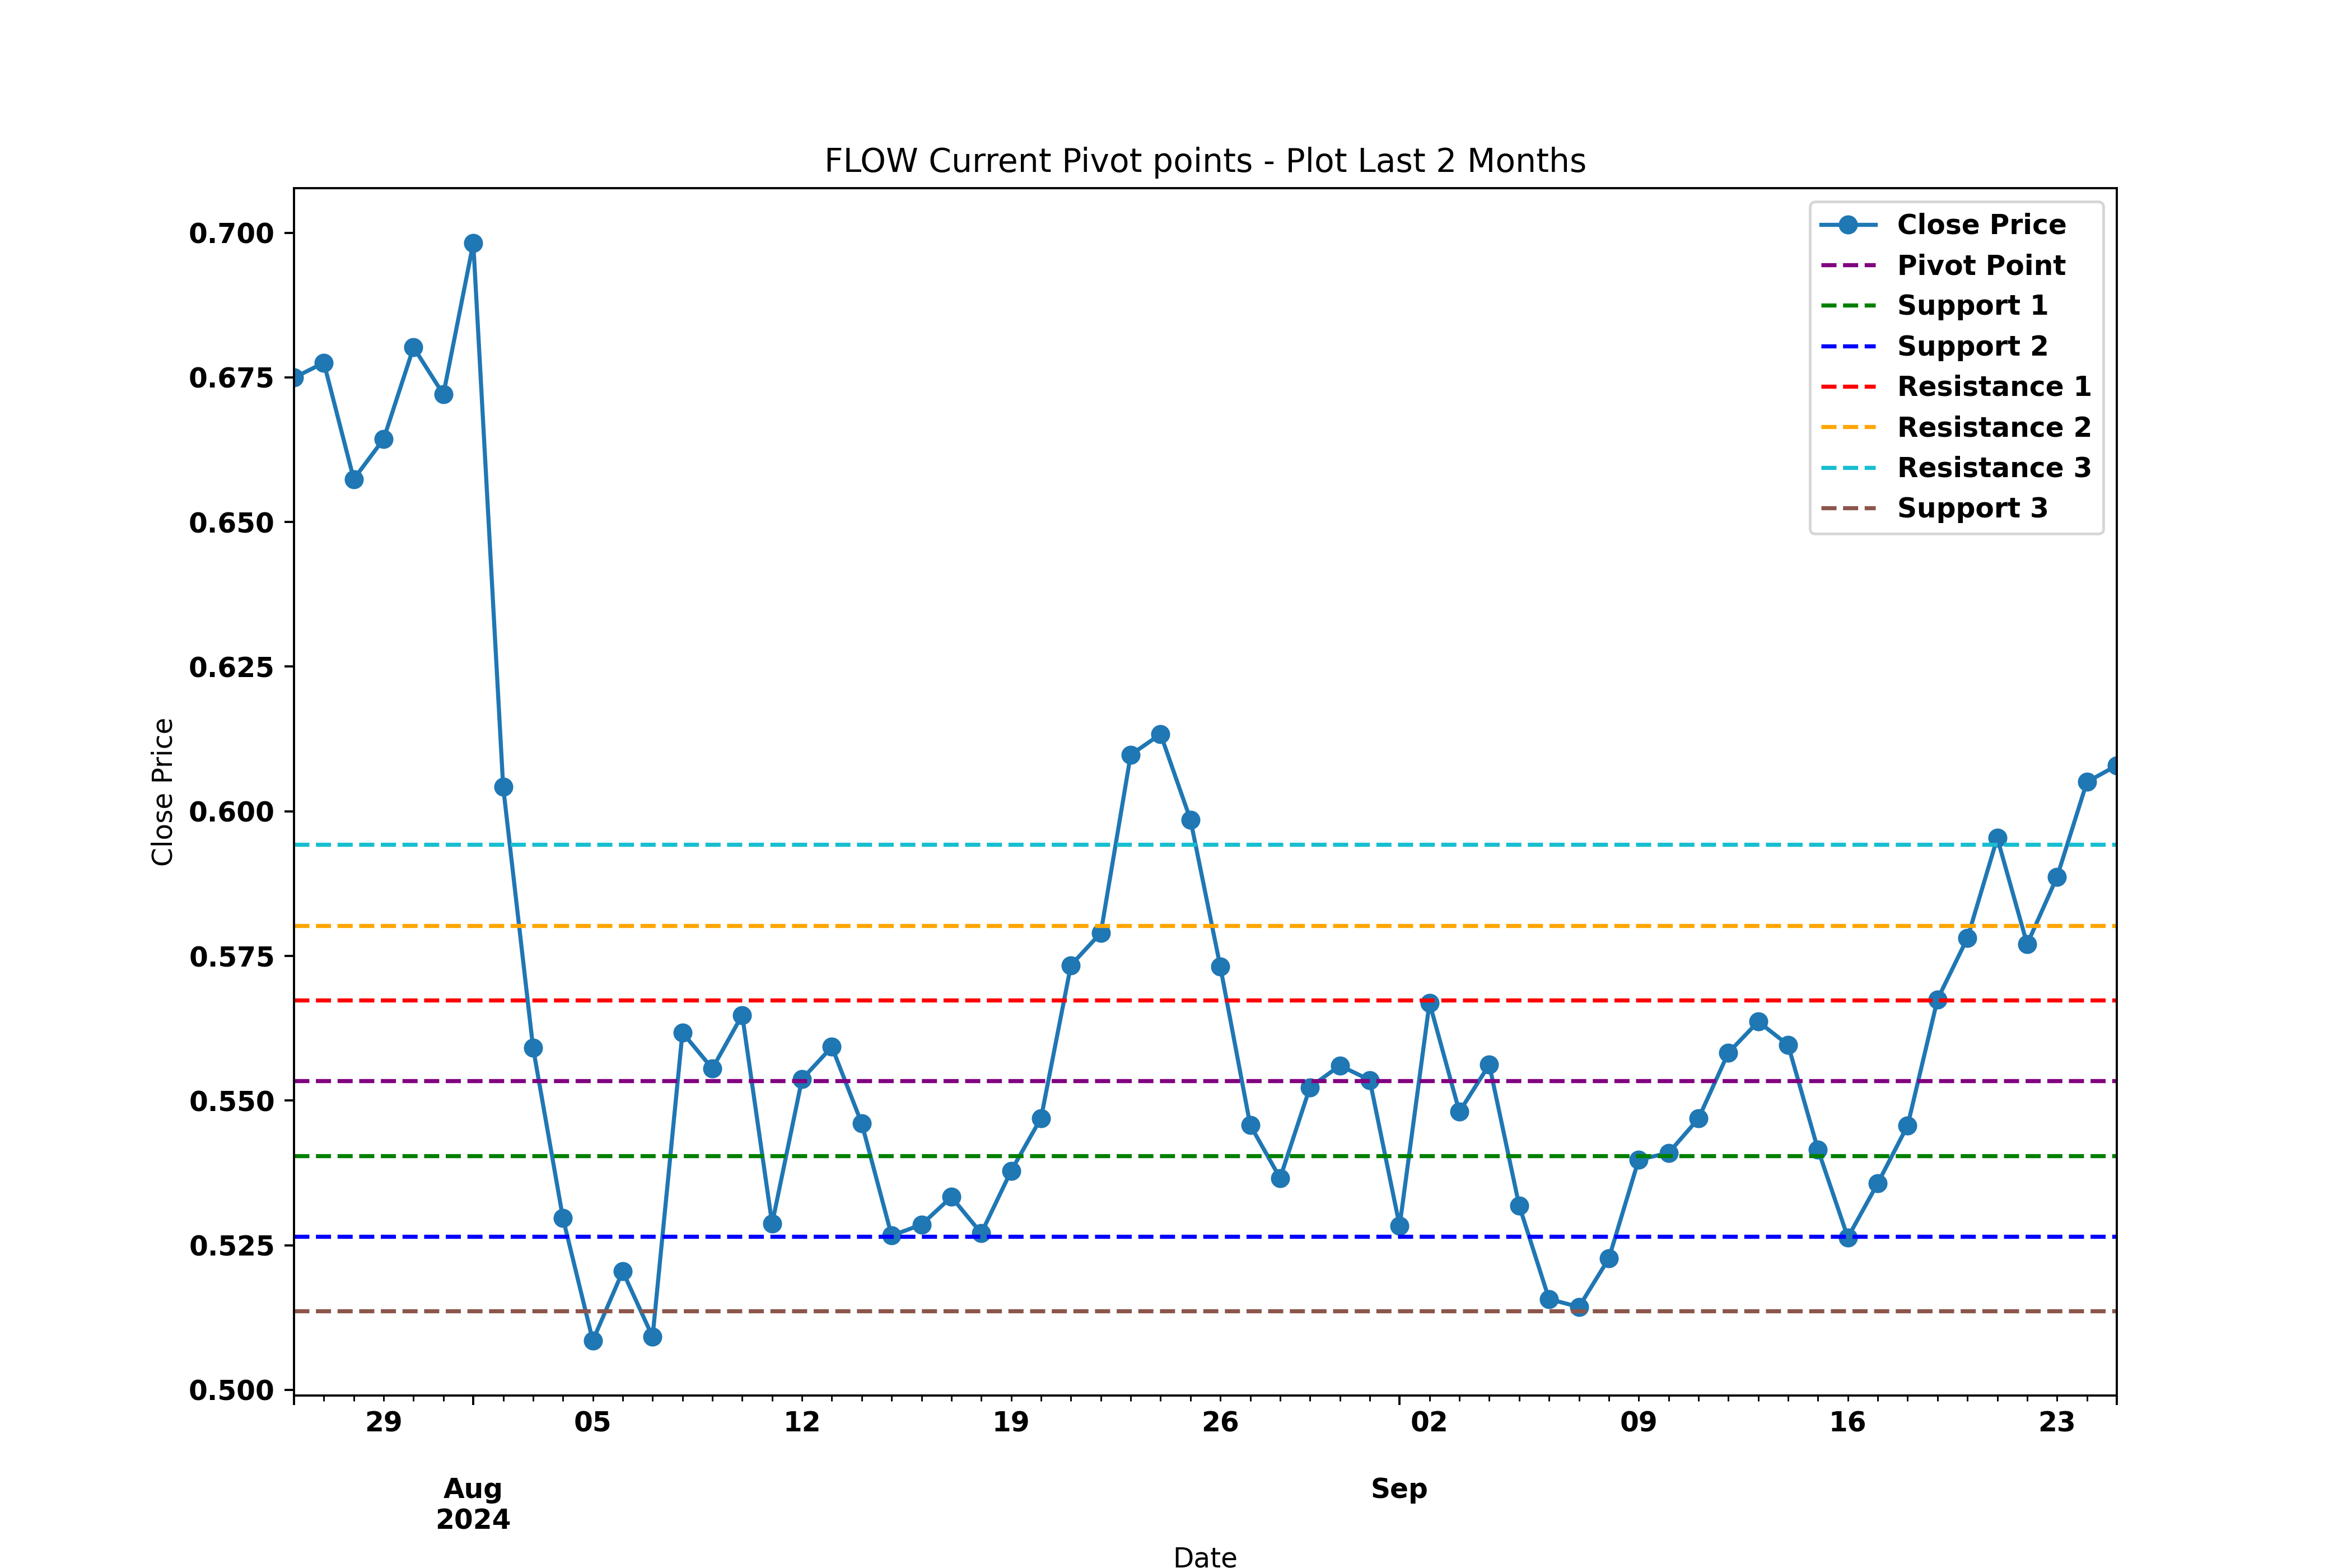 FLOW Current Pivot points - Plot Last 2 Months
Close Price
Pivot Point
Support 1
Support 2
Resistance 1
Resistance 2
Resistance 3
Support 3
0.700
0.675
0.650
0.625
0.600
0.575
0.550
0.525
0.500
Close Price
29 05 12 19 26 02 09 16 23
Aug Sep
2024
Date